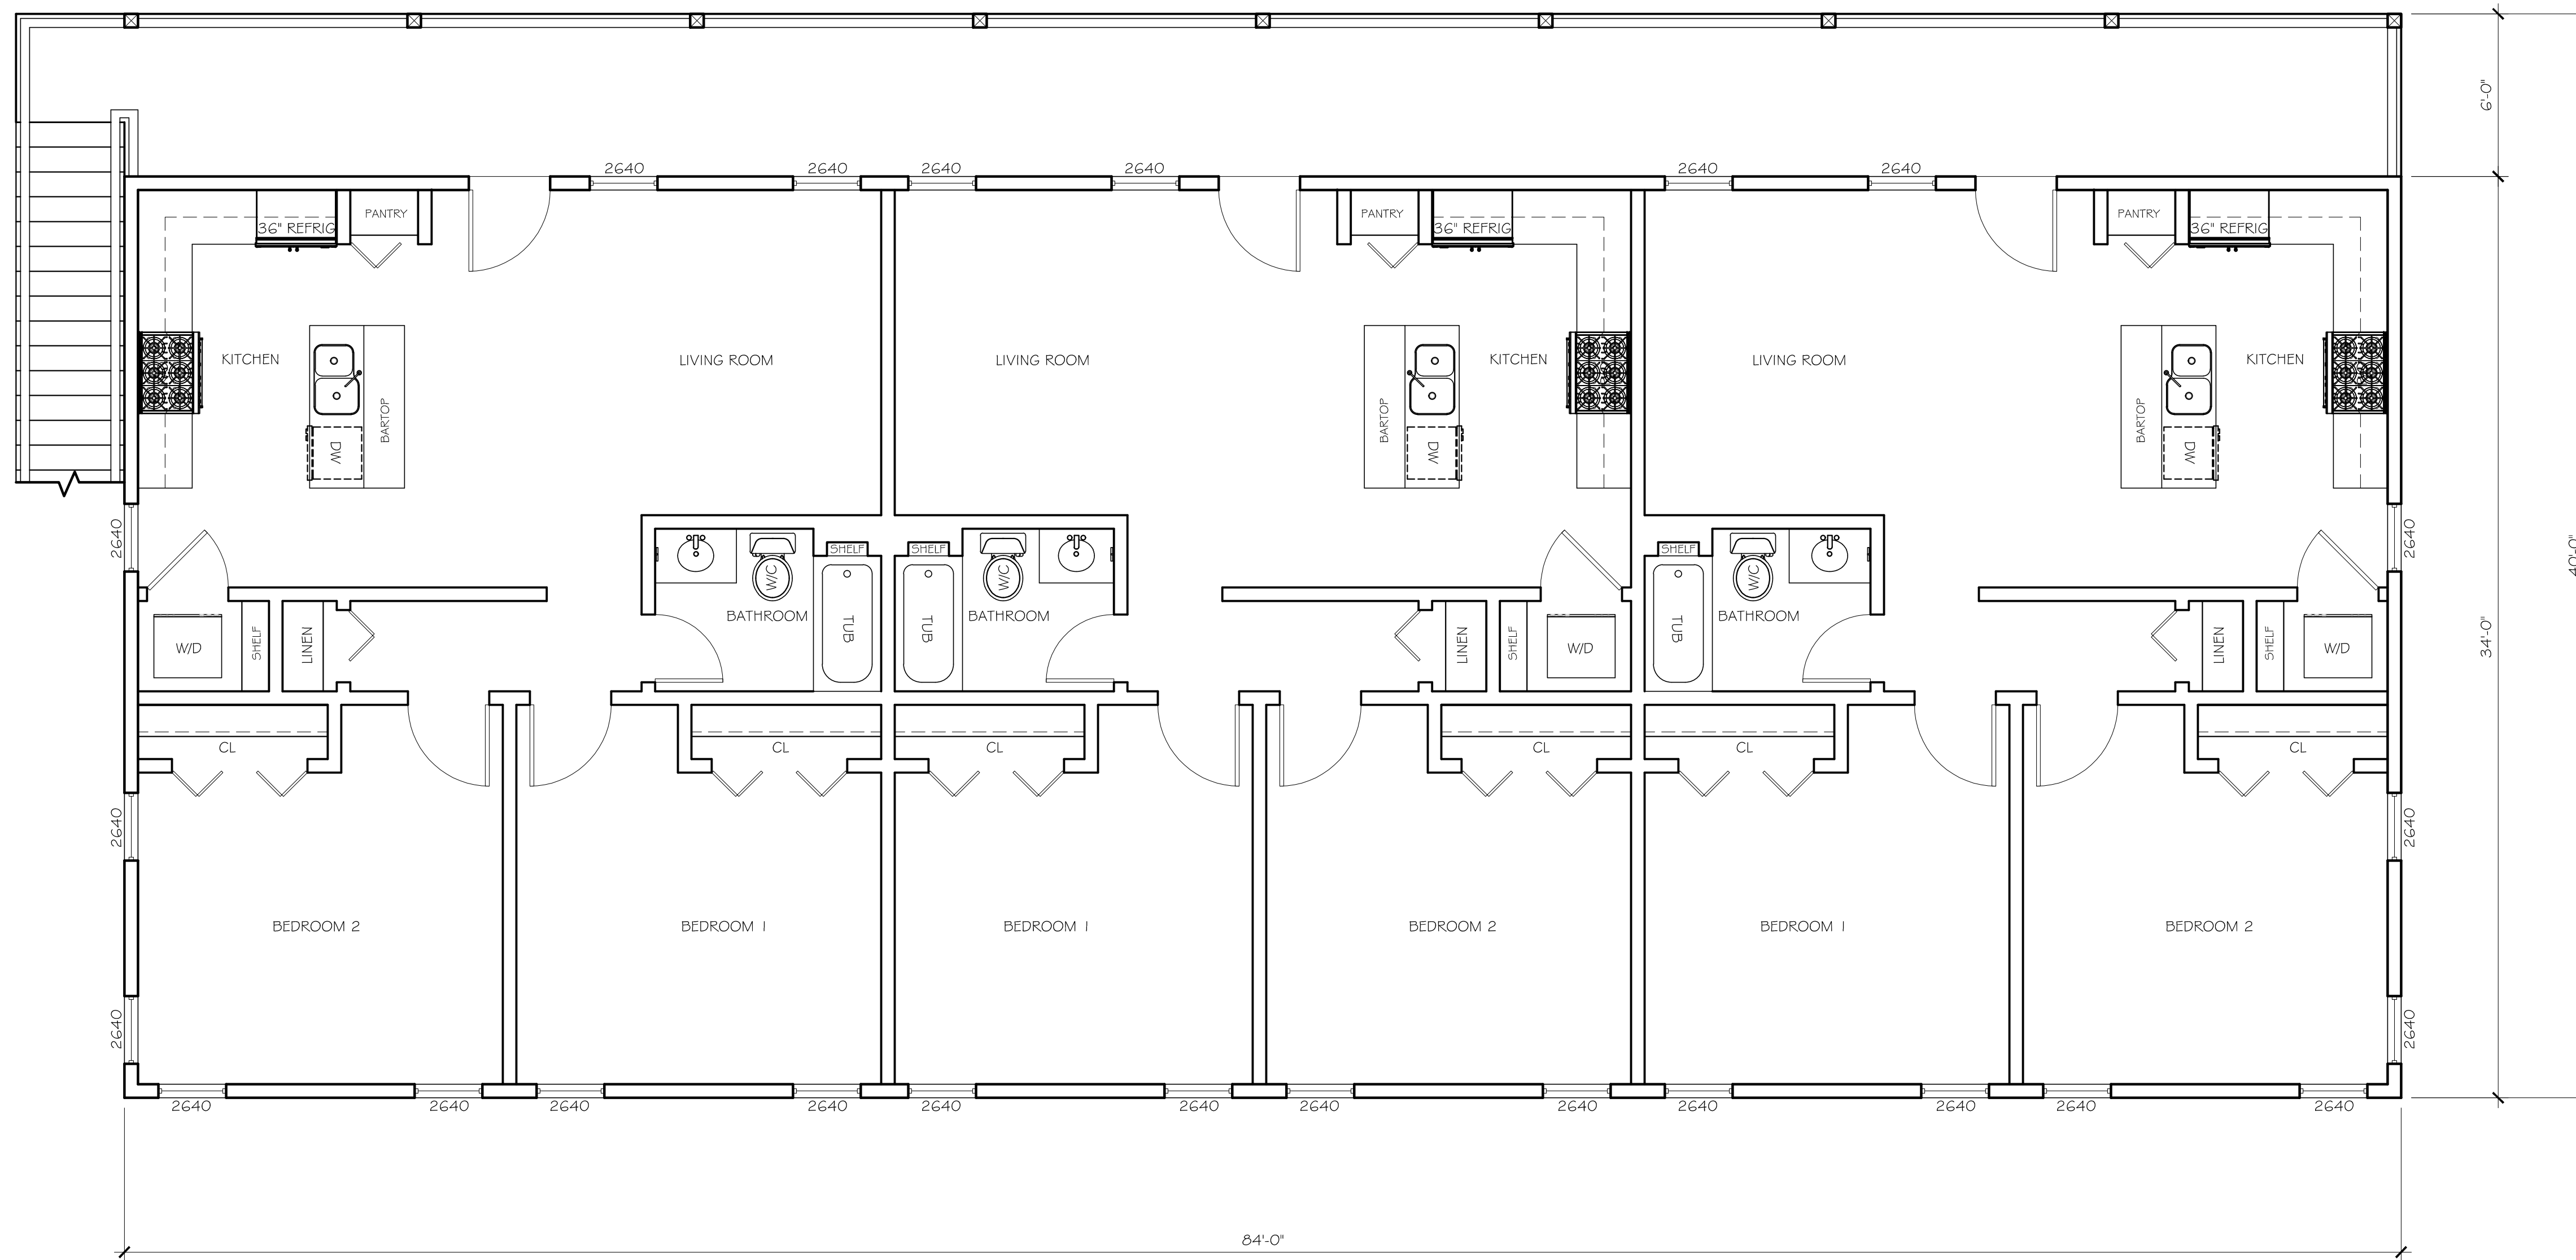 6'-0"
2640
2640
2640
2640
2640
2640
36" REFRIG
PANTRY
PANTRY
36" REFRIG
PANTRY
36" REFRIG
KITCHEN
LIVING ROOM
LIVING ROOM
KITCHEN
LIVING ROOM
KITCHEN
BARTOP
BARTOP
BARTOP
DW
DW
DW
2640
2640
40'-0"
SHELF
SHELF
SHELF
W/C
W/C
W/C
BATHROOM
BATHROOM
BATHROOM
TUB
TUB
TUB
34'-0"
W/D
SHELF
LINEN
LINEN
SHELF
W/D
LINEN
SHELF
W/D
CL
CL
CL
CL
CL
CL
2640
2640
BEDROOM 2
BEDROOM 1
BEDROOM 1
BEDROOM 2
BEDROOM 1
BEDROOM 2
2640
2640
2640
2640
2640
2640
2640
2640
2640
2640
2640
2640
2640
2640
84'-0"